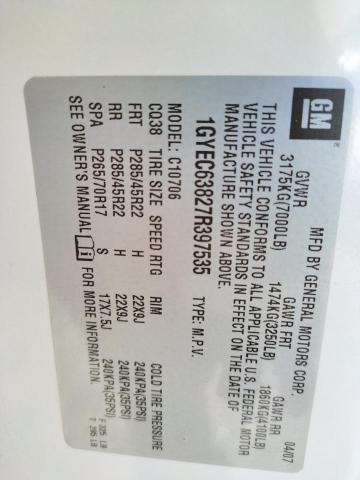 GM
MFD BY GENERAL MOTORS CORP.
04/07
GVWR GAWR FRT GAWR RR
3175KG(7000LB) 1474KG(3250LB) 1860KG(4100LB)
THIS VEHICLE CONFORMS TO ALL APPLICABLE U.S. FEDERAL MOTOR
VEHICLE SAFETY STANDARDS IN EFFECT ON THE DATE OF
MANUFACTURE SHOWN ABOVE.
1GYEC63827R397535 TYPE: M.P.V.
MODEL: C10706
CQ38 TIRE SIZE SPEED RTG RIM COLD TIRE PRESSURE
FRT P285/45R22 H 22X9J 240KPA(35PSI)
RR P285/45R22 H 22X9J 240KPA(35PSI)
SPA P265/70R17 S 17X7.5J 240KPA(35PSI)
SEE OWNER'S MANUAL i FOR MORE INFORMATION.
F 325 LB
T 295 LB